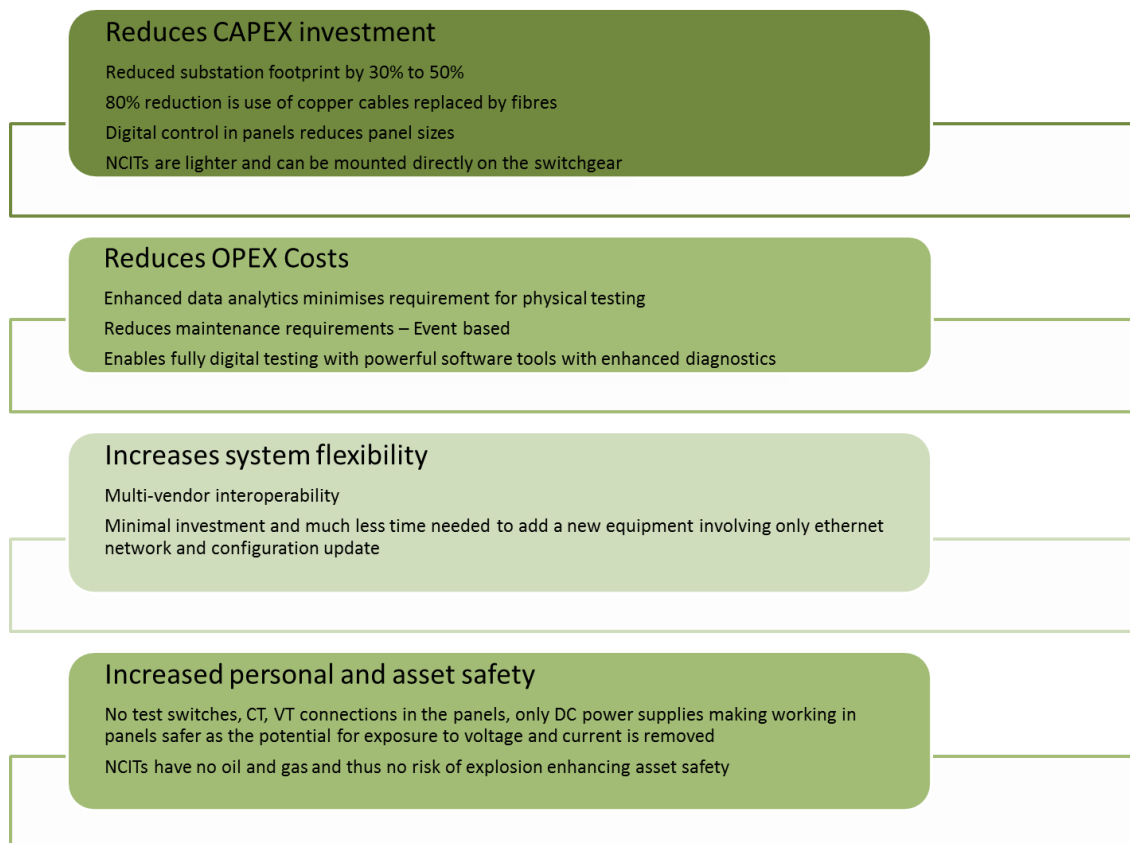 Reduces CAPEX investment
Reduced substation footprint by 30% to 50%
80% reduction is use of copper cables replaced by fibres
Digital control in panels reduces panel sizes
NCITs are lighter and can be mounted directly on the switchgear
Reduces OPEX Costs
Enhanced data analytics minimises requirement for physical testing
Reduces maintenance requirements – Event based
Enables fully digital testing with powerful software tools with enhanced diagnostics
Increases system flexibility
Multi-vendor interoperability
Minimal investment and much less time needed to add a new equipment involving only ethernet
network and configuration update
Increased personal and asset safety
No test switches, CT, VT connections in the panels, only DC power supplies making working in
panels safer as the potential for exposure to voltage and current is removed
NCITs have no oil and gas and thus no risk of explosion enhancing asset safety